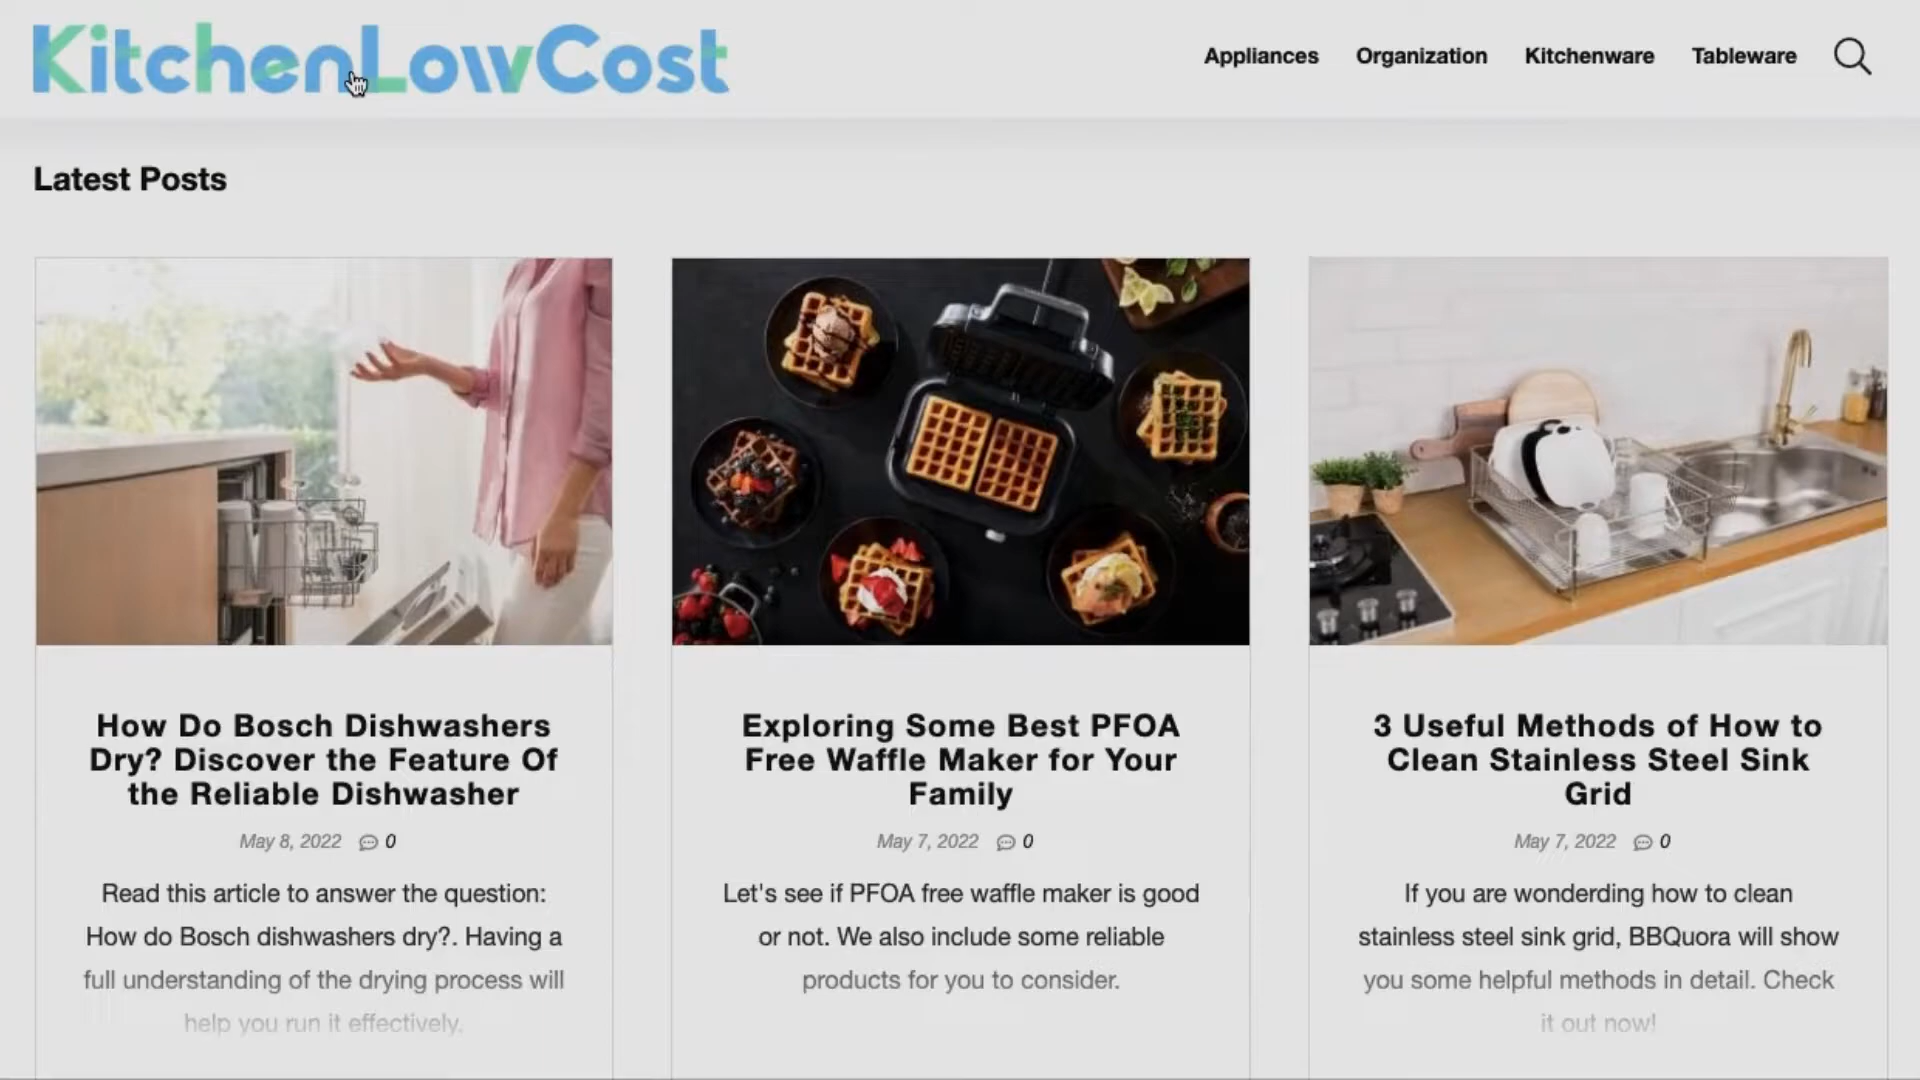 KitchenLowCost
Appliances Organization Kitchenware Tableware
Latest Posts
How Do Bosch Dishwashers
Dry? Discover the Feature Of
the Reliable Dishwasher
May 8, 2022 0
Read this article to answer the question:
How do Bosch dishwashers dry?. Having a
full understanding of the drying process will
help you run it effectively.
Exploring Some Best PFOA
Free Waffle Maker for Your
Family
May 7, 2022 0
Let's see if PFOA free waffle maker is good
or not. We also include some reliable
products for you to consider.
3 Useful Methods of How to
Clean Stainless Steel Sink
Grid
May 7, 2022 0
If you are wonderding how to clean
stainless steel sink grid, BBQuora will show
you some helpful methods in detail. Check
it out now!